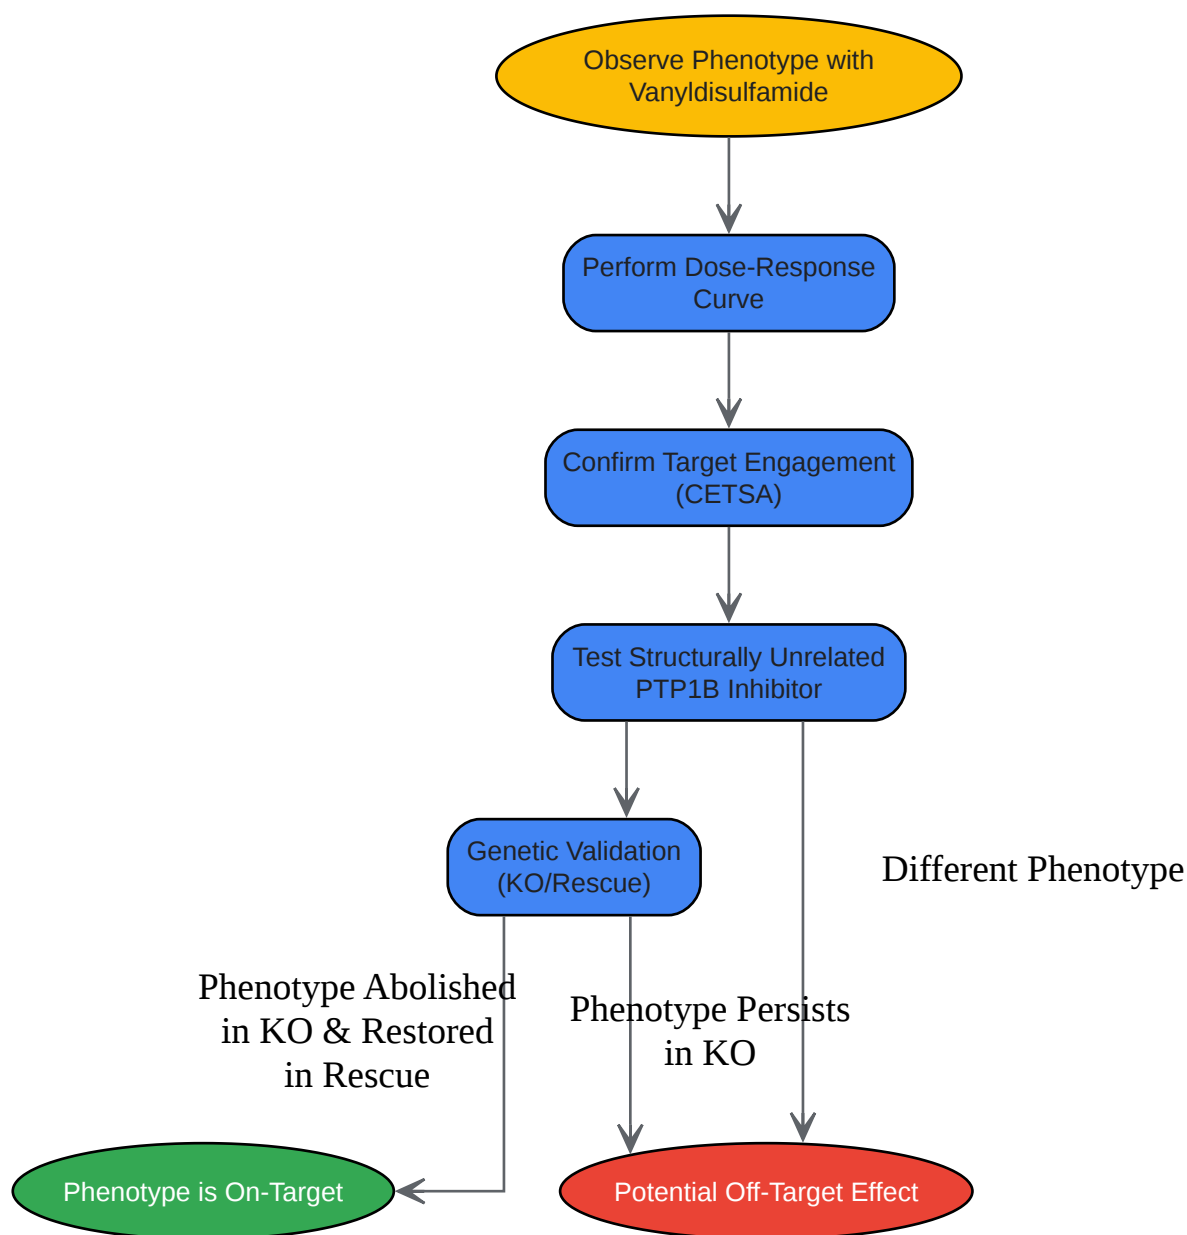 Observe Phenotype with
Vanyldisulfamide
Perform Dose-Response
Curve
Confirm Target Engagement
(CETSA)
Test Structurally Unrelated
PTP1B Inhibitor
Genetic Validation
(KO/Rescue)
Different Phenotype
Phenotype Abolished
in KO & Restored
in Rescue
Phenotype Persists
in KO
Phenotype is On-Target
Potential Off-Target Effect